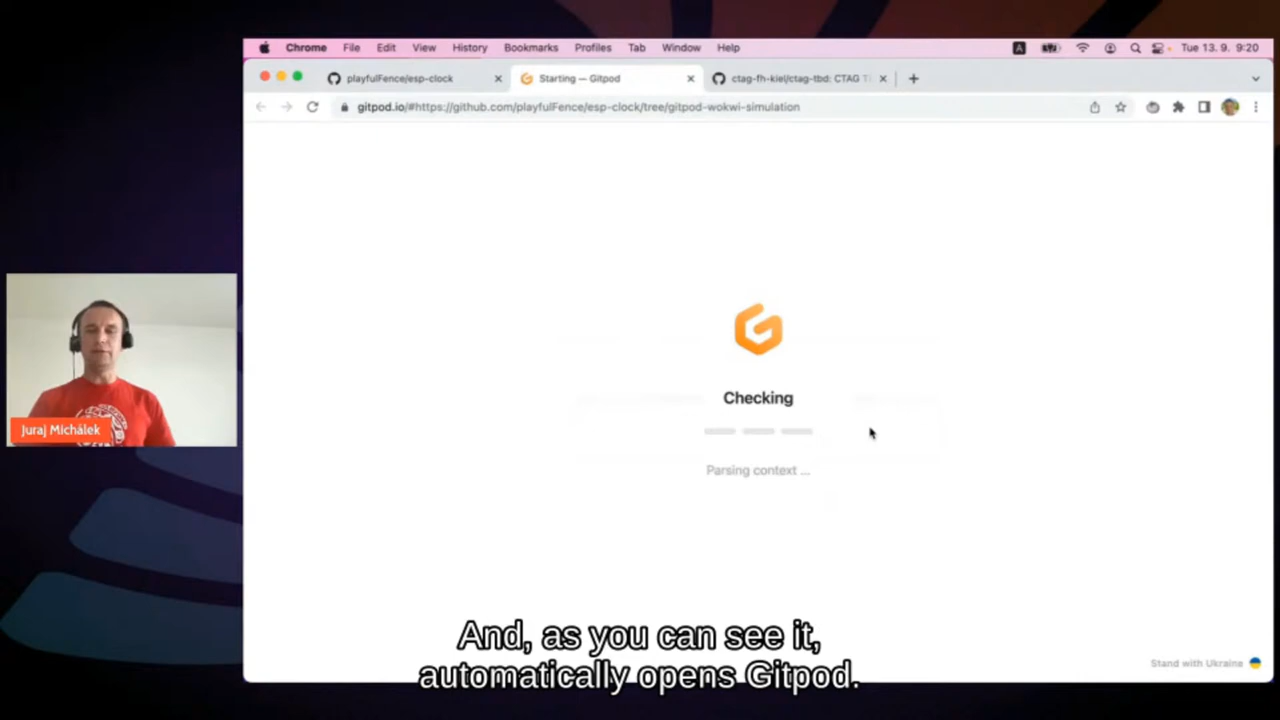 Chrome File Edit View History Bookmarks Profiles Tab Window Help A Tue 13. 9. 9:20
playfulFence/esp-clock Starting — Gitpod ctag-fh-kiel/ctag-tbd: CTAG
gitpod.io/#https://github.com/playfulFence/esp-clock/tree/gitpod-wokwi-simulation
Checking
Parsing context ...
Juraj Michálek
And, as you can see it,
automatically opens Gitpod.
Stand with Ukraine